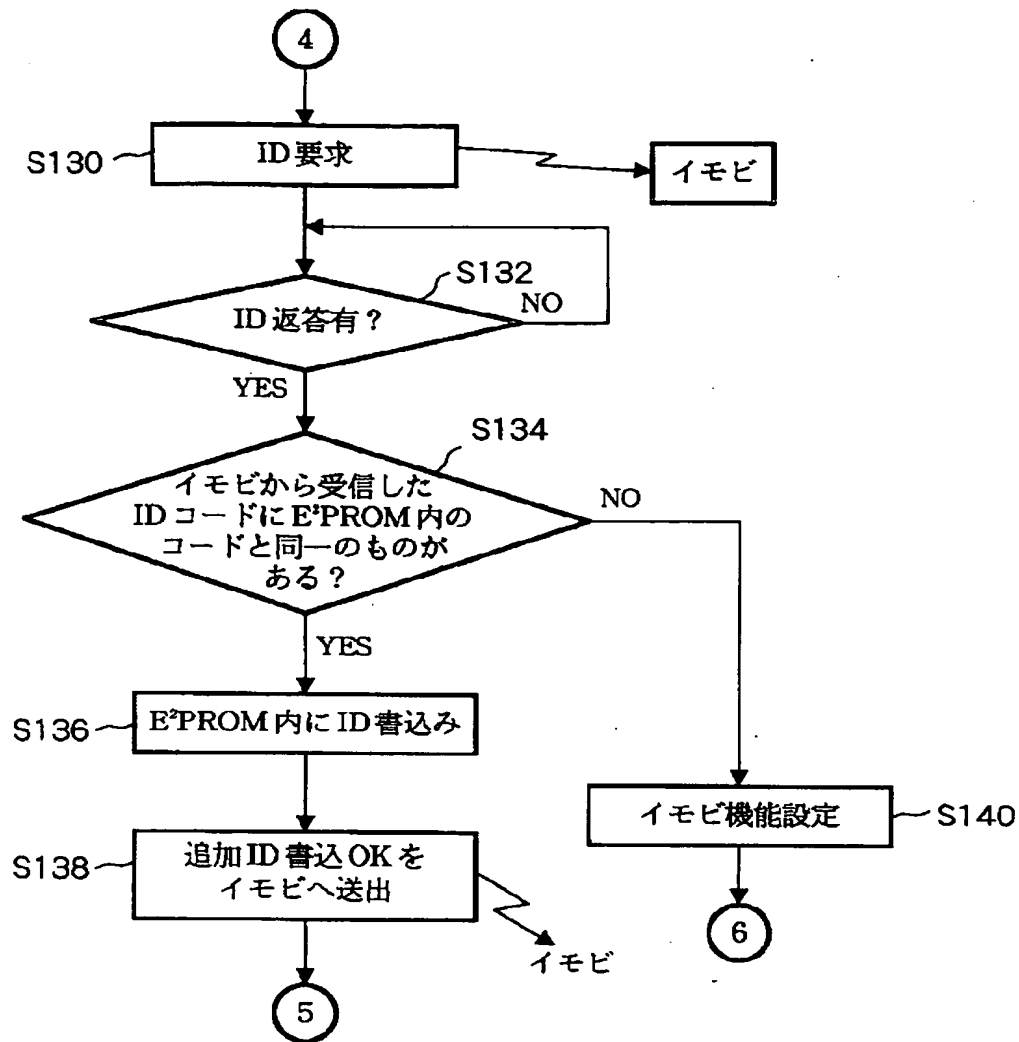 4
S130
ID要求
イモビ
S132
ID返答有?
NO
YES
S134
イモビから受信した
IDコードにE²PROM内の
コードと同一のものが
ある?
NO
YES
S136
E²PROM内にID書込み
イモビ機能設定
S140
S138
追加ID書込OKを
イモビへ送出
イモビ
6
5